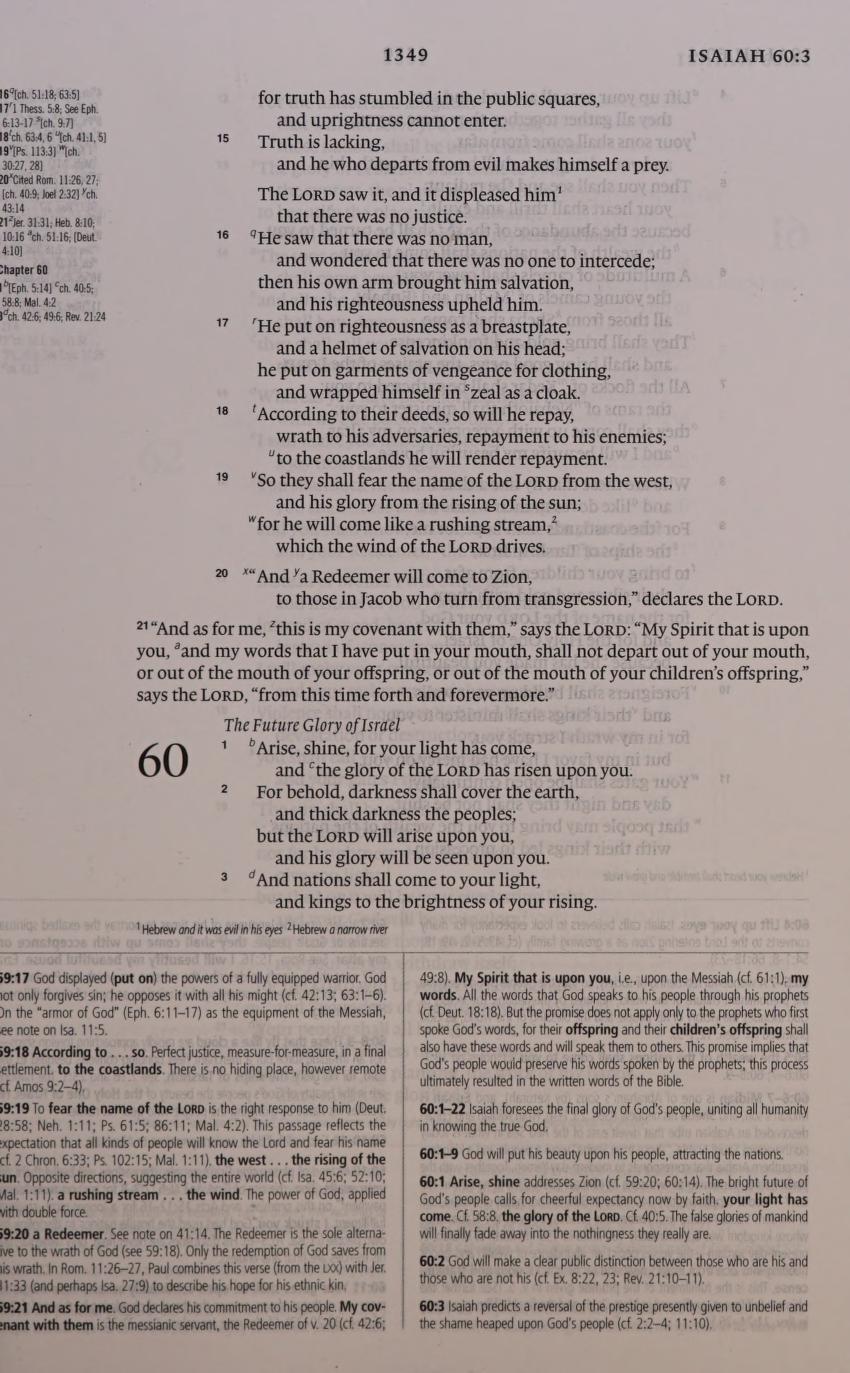 1349
ISAIAH 60:3
16q[ch. 51:18; 63:5]
17r1 Thess. 5:8; See Eph.
6:13-17 s[ch. 9:7]
18tch. 63:4, 6 u[ch. 41:1, 5]
19v[Ps. 113:3] w[ch.
30:27, 28]
20xCited Rom. 11:26, 27;
[ch. 40:9; Joel 2:32] ych.
43:14
21zJer. 31:31; Heb. 8:10;
10:16 ach. 51:16; [Deut.
4:10]
Chapter 60
1b[Eph. 5:14] cch. 40:5;
58:8; Mal. 4:2
3dch. 42:6; 49:6; Rev. 21:24
for truth has stumbled in the public squares,
and uprightness cannot enter.
15 Truth is lacking,
and he who departs from evil makes himself a prey.
The LORD saw it, and it displeased him1
that there was no justice.
16 qHe saw that there was no man,
and wondered that there was no one to intercede;
then his own arm brought him salvation,
and his righteousness upheld him.
17 rHe put on righteousness as a breastplate,
and a helmet of salvation on his head;
he put on garments of vengeance for clothing,
and wrapped himself in szeal as a cloak.
18 tAccording to their deeds, so will he repay,
wrath to his adversaries, repayment to his enemies;
uto the coastlands he will render repayment.
19 vSo they shall fear the name of the LORD from the west,
and his glory from the rising of the sun;
wfor he will come like a rushing stream,2
which the wind of the LORD drives.
20 x“And ya Redeemer will come to Zion,
to those in Jacob who turn from transgression,” declares the LORD.
21 “And as for me, zthis is my covenant with them,” says the LORD: “My Spirit that is upon
you, aand my words that I have put in your mouth, shall not depart out of your mouth,
or out of the mouth of your offspring, or out of the mouth of your children’s offspring,”
says the LORD, “from this time forth and forevermore.”
The Future Glory of Israel
60 1 bArise, shine, for your light has come,
and cthe glory of the LORD has risen upon you.
2 For behold, darkness shall cover the earth,
and thick darkness the peoples;
but the LORD will arise upon you,
and his glory will be seen upon you.
3 dAnd nations shall come to your light,
and kings to the brightness of your rising.
1 Hebrew and it was evil in his eyes 2 Hebrew a narrow river
59:17 God displayed (put on) the powers of a fully equipped warrior. God
not only forgives sin; he opposes it with all his might (cf. 42:13; 63:1–6).
On the “armor of God” (Eph. 6:11–17) as the equipment of the Messiah,
see note on Isa. 11:5.
59:18 According to . . . so. Perfect justice, measure-for-measure, in a final
settlement. to the coastlands. There is no hiding place, however remote
(cf. Amos 9:2–4).
59:19 To fear the name of the LORD is the right response to him (Deut.
28:58; Neh. 1:11; Ps. 61:5; 86:11; Mal. 4:2). This passage reflects the
expectation that all kinds of people will know the Lord and fear his name
(cf. 2 Chron. 6:33; Ps. 102:15; Mal. 1:11). the west . . . the rising of the
sun. Opposite directions, suggesting the entire world (cf. Isa. 45:6; 52:10;
Mal. 1:11). a rushing stream . . . the wind. The power of God, applied
with double force.
59:20 a Redeemer. See note on 41:14. The Redeemer is the sole alterna-
tive to the wrath of God (see 59:18). Only the redemption of God saves from
his wrath. In Rom. 11:26–27, Paul combines this verse (from the LXX) with Jer.
31:33 (and perhaps Isa. 27:9) to describe his hope for his ethnic kin.
59:21 And as for me. God declares his commitment to his people. My cov-
enant with them is the messianic servant, the Redeemer of v. 20 (cf. 42:6;
49:8). My Spirit that is upon you, i.e., upon the Messiah (cf. 61:1). my
words. All the words that God speaks to his people through his prophets
(cf. Deut. 18:18). But the promise does not apply only to the prophets who first
spoke God’s words, for their offspring and their children’s offspring shall
also have these words and will speak them to others. This promise implies that
God’s people would preserve his words spoken by the prophets; this process
ultimately resulted in the written words of the Bible.
60:1–22 Isaiah foresees the final glory of God’s people, uniting all humanity
in knowing the true God.
60:1–9 God will put his beauty upon his people, attracting the nations.
60:1 Arise, shine addresses Zion (cf. 59:20; 60:14). The bright future of
God’s people calls for cheerful expectancy now by faith. your light has
come. Cf. 58:8. the glory of the LORD. Cf. 40:5. The false glories of mankind
will finally fade away into the nothingness they really are.
60:2 God will make a clear public distinction between those who are his and
those who are not his (cf. Ex. 8:22, 23; Rev. 21:10–11).
60:3 Isaiah predicts a reversal of the prestige presently given to unbelief and
the shame heaped upon God’s people (cf. 2:2–4; 11:10).